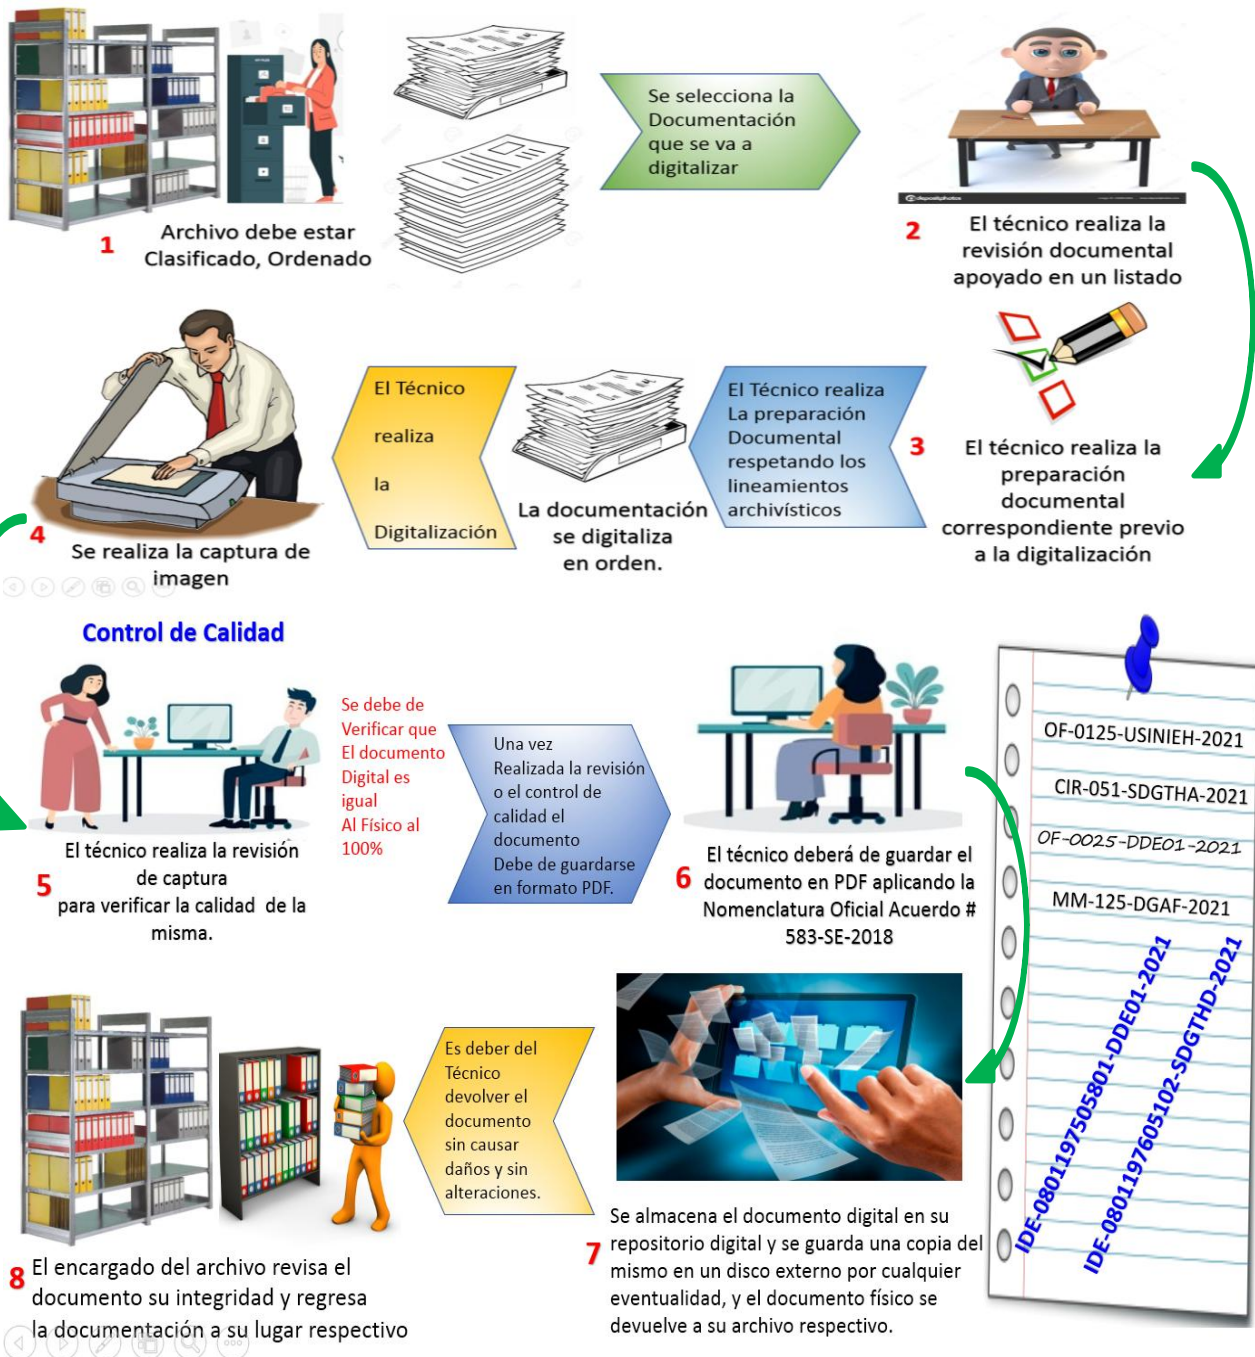 Se selecciona la
Documentación
que se va a
digitalizar
1
Archivo debe estar
Clasificado, Ordenado
depositphotos
2
El técnico realiza la
revisión documental
apoyado en un listado
3
El técnico realiza la
preparación
documental
correspondiente previo
a la digitalización
El Técnico realiza
La preparación
Documental
respetando los
lineamientos
archivísticos
La documentación
se digitaliza
en orden.
El Técnico
realiza
la
Digitalización
4
Se realiza la captura de
imagen
Control de Calidad
5
El técnico realiza la revisión
de captura
para verificar la calidad de la
misma.
Se debe de
Verificar que
El documento
Digital es
igual
Al Físico al
100%
Una vez
Realizada la revisión
o el control de
calidad el
documento
Debe de guardarse
en formato PDF.
6
El técnico deberá de guardar el
documento en PDF aplicando la
Nomenclatura Oficial Acuerdo #
583-SE-2018
OF-0125-USINIEH-2021
CIR-051-SDGTHA-2021
OF-0025-DDE01-2021
MM-125-DGAF-2021
IDE-0801197505801-DDE01-2021
IDE-0801197605102-SDGTHD-2021
7
Se almacena el documento digital en su
repositorio digital y se guarda una copia del
mismo en un disco externo por cualquier
eventualidad, y el documento físico se
devuelve a su archivo respectivo.
Es deber del
Técnico
devolver el
documento
sin causar
daños y sin
alteraciones.
8
El encargado del archivo revisa el
documento su integridad y regresa
la documentación a su lugar respectivo